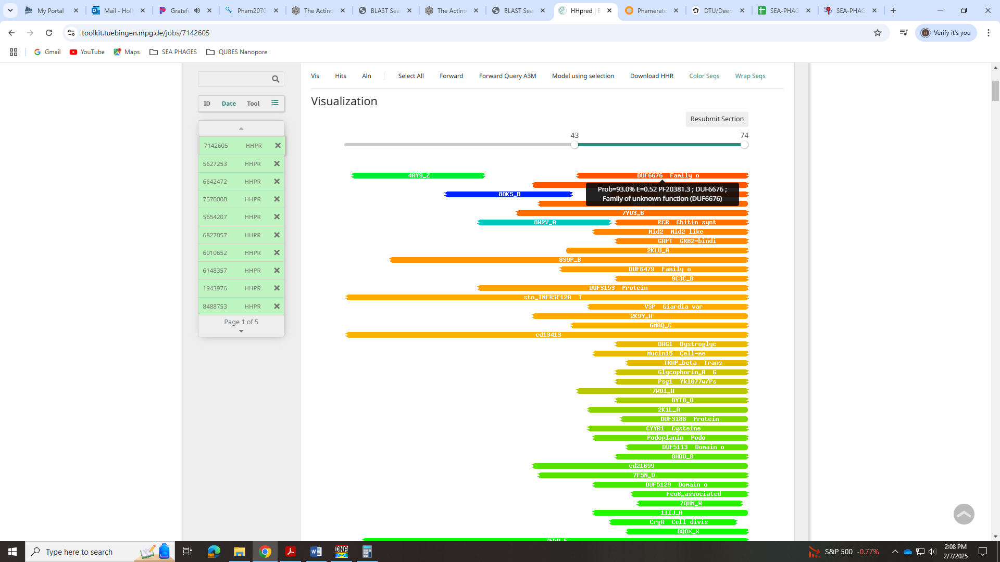 My Portal
Mail - Holl
Gratefu
Pham2070
The Actino
BLAST Sea
The Actino
BLAST Sea
HHpred | B
Phamerato
DTU/Deep
SEA-PHAG
SEA-PHAG
toolkit.tuebingen.mpg.de/jobs/7142605
Verify it's you
Gmail
YouTube
Maps
SEA PHAGES
QUBES Nanopore
Vis Hits Aln Select All Forward Forward Query A3M Model using selection Download HHR Color Seqs Wrap Seqs
Visualization
Resubmit Section
43 74
ID Date Tool
7142605 HHPR
5627253 HHPR
6642472 HHPR
7570000 HHPR
5654207 HHPR
6827057 HHPR
6010652 HHPR
6148357 HHPR
1943976 HHPR
8488753 HHPR
Page 1 of 5
4AY9_Z DUF6676 Family o
Prob=93.0% E=0.52 PF20381.3 ; DUF6676 ;
Family of unknown function (DUF6676)
8OKS_B
7YO3_B
8W2V_A RCR Chitin synt
Mid2 Mid2 like
GAPT GRB2-bindi
2KLU_A
8S9P_B
DUF6479 Family o
9C3C_B
DUF3153 Protein
stn_TNFRSF12A T
VSP Giardia var
2K9Y_A
6M0Q_C
cd13413
DAG1 Dystroglyc
Mucin15 Cell-me
TRAP_beta Trans
Glycophorin_A G
Psg1 Ykl077w/Ps
7WOI_A
8YT8_O
2K1L_A
DUF3188 Protein
CYYR1 Cysteine
Podoplanin Podo
DUF5113 Domain o
8HDD_B
cd21699
7E5N_D
DUF5129 Domain o
FeoB_associated
7QHM_W
1IIJ_A
CrgA Cell divis
8QOX_X
Type here to search
DNA
S&P 500 -0.77%
2:08 PM
2/7/2025